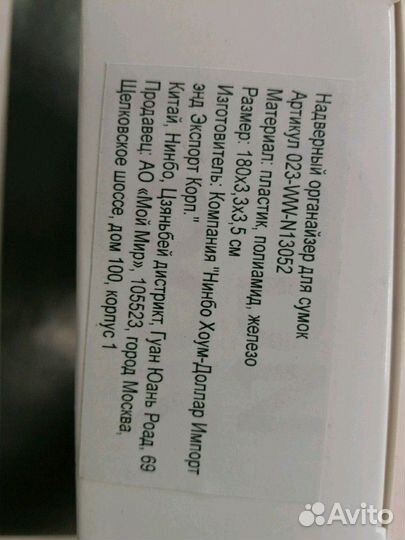 Надверный органайзер для сумок
Артикул 023-WW-N13052
Материал: пластик, полиамид, железо
Размер: 180х3,3х3,5 см
Изготовитель: Компания "Нинбо Хоум-Доллар Импорт
энд Экспорт Корп."
Китай, Нинбо, Цзяньбей дистрикт, Гуан Юань Роад, 69
Продавец: АО «Мой Мир», 105523, город Москва,
Щелковское шоссе, дом 100, корпус 1
Avito